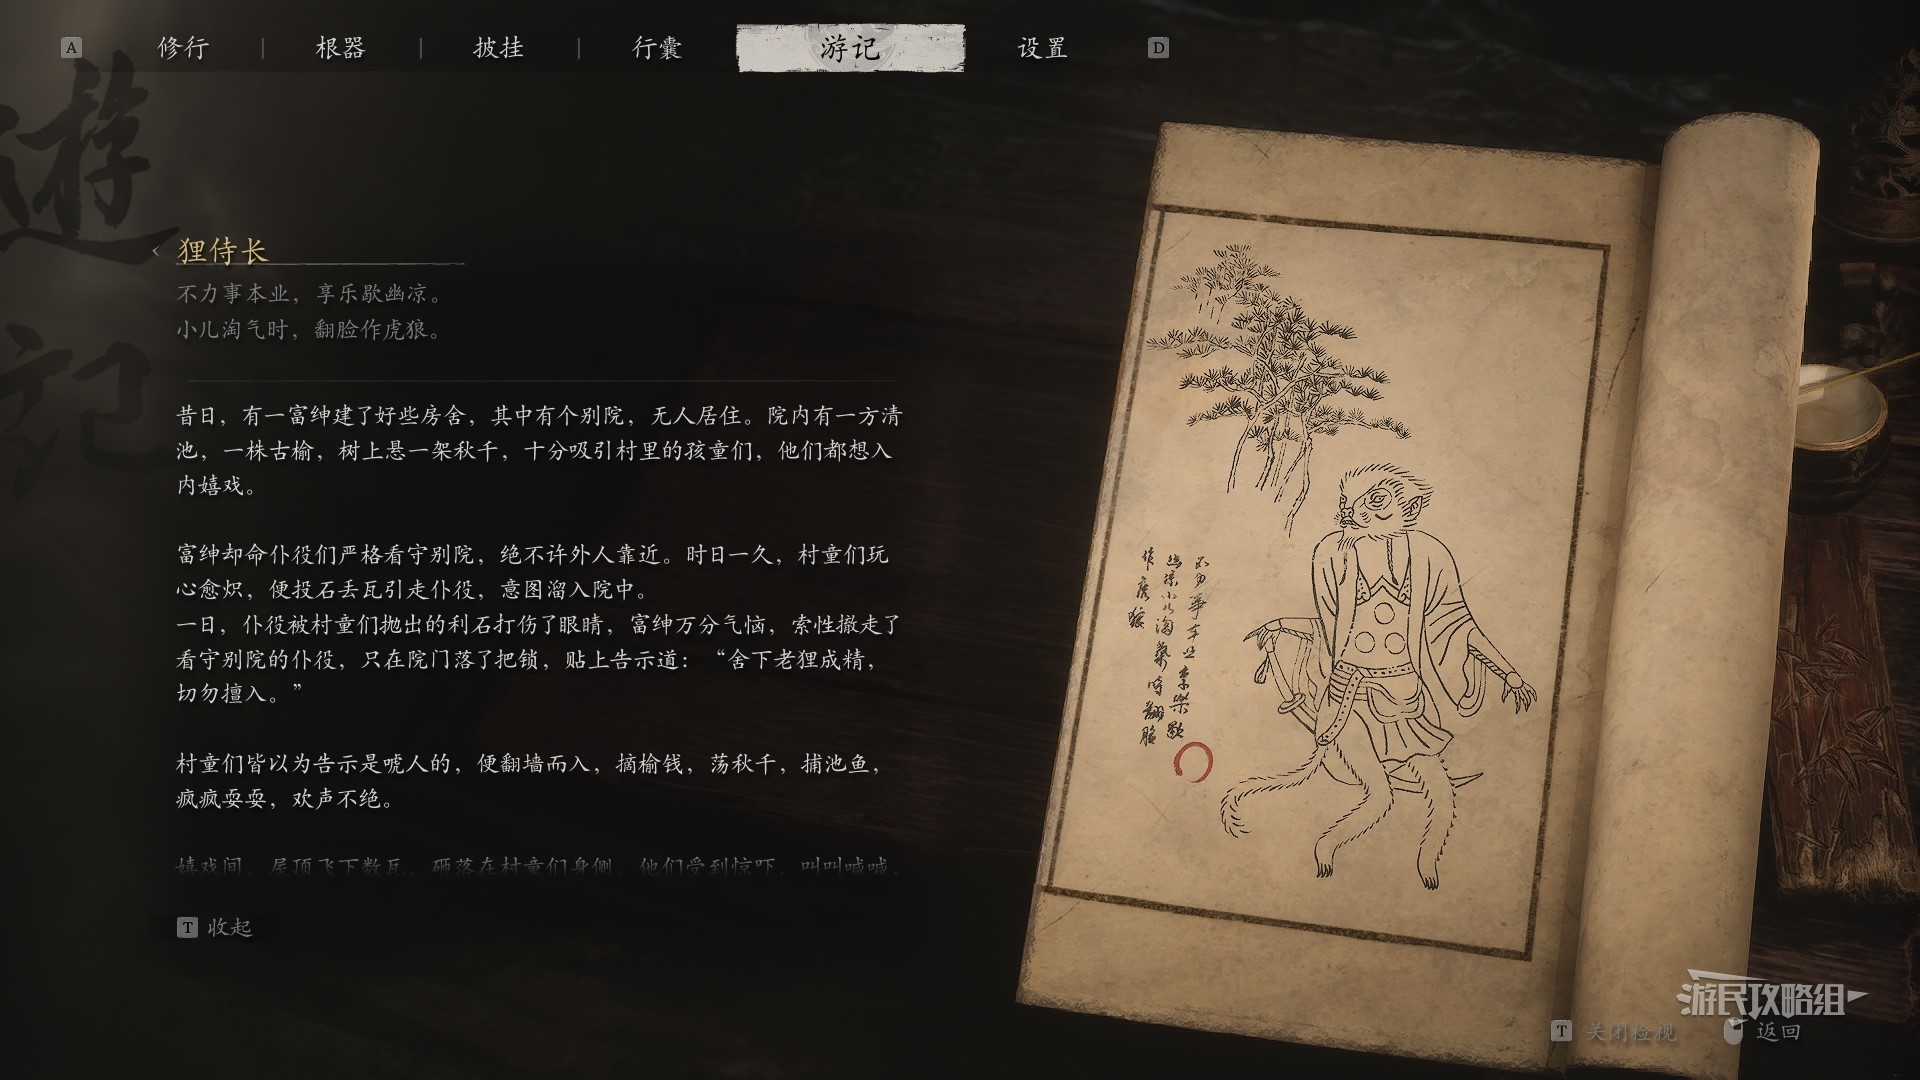 A 修行 | 根器 | 披挂 | 行囊 游记 设置 D
遊記
狸侍长
不力事本业，享乐歇幽凉。
小儿淘气时，翻脸作虎狼。
昔日，有一富绅建了好些房舍，其中有个别院，无人居住。院内有一方清
池，一株古榆，树上悬一架秋千，十分吸引村里的孩童们，他们都想入
内嬉戏。
富绅却命仆役们严格看守别院，绝不许外人靠近。时日一久，村童们玩
心愈炽，便投石丢瓦引走仆役，意图溜入院中。
一日，仆役被村童们抛出的利石打伤了眼睛，富绅万分气恼，索性撤走了
看守别院的仆役，只在院门落了把锁，贴上告示道：“舍下老狸成精，
切勿擅入。”
村童们皆以为告示是唬人的，便翻墙而入，摘榆钱，荡秋千，捕池鱼，
疯疯耍耍，欢声不绝。
嬉戏间，屋顶飞下数瓦，砸落在村童们身侧。他们受到惊吓，叫叫喊喊，
T 收起
不力事本业享樂歇
幽凉小儿淘氣時翻臉
作虎狼
游民攻略组
T 关闭检视 返回